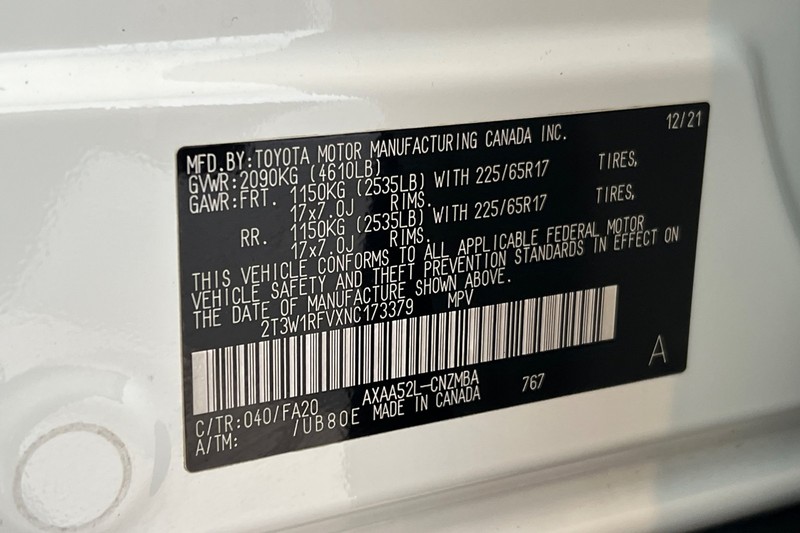 12/21
MFD.BY:TOYOTA MOTOR MANUFACTURING CANADA INC.
GVWR:2090KG (4610LB)
GAWR:FRT. 1150KG (2535LB) WITH 225/65R17 TIRES,
17x7.0J RIMS.
RR. 1150KG (2535LB) WITH 225/65R17 TIRES,
17x7.0J RIMS.
THIS VEHICLE CONFORMS TO ALL APPLICABLE FEDERAL MOTOR
VEHICLE SAFETY AND THEFT PREVENTION STANDARDS IN EFFECT ON
THE DATE OF MANUFACTURE SHOWN ABOVE.
2T3W1RFVXNC173379 MPV
A
C/TR:040/FA20 AXAA52L-CNZMBA 767
A/TM: /UB80E MADE IN CANADA